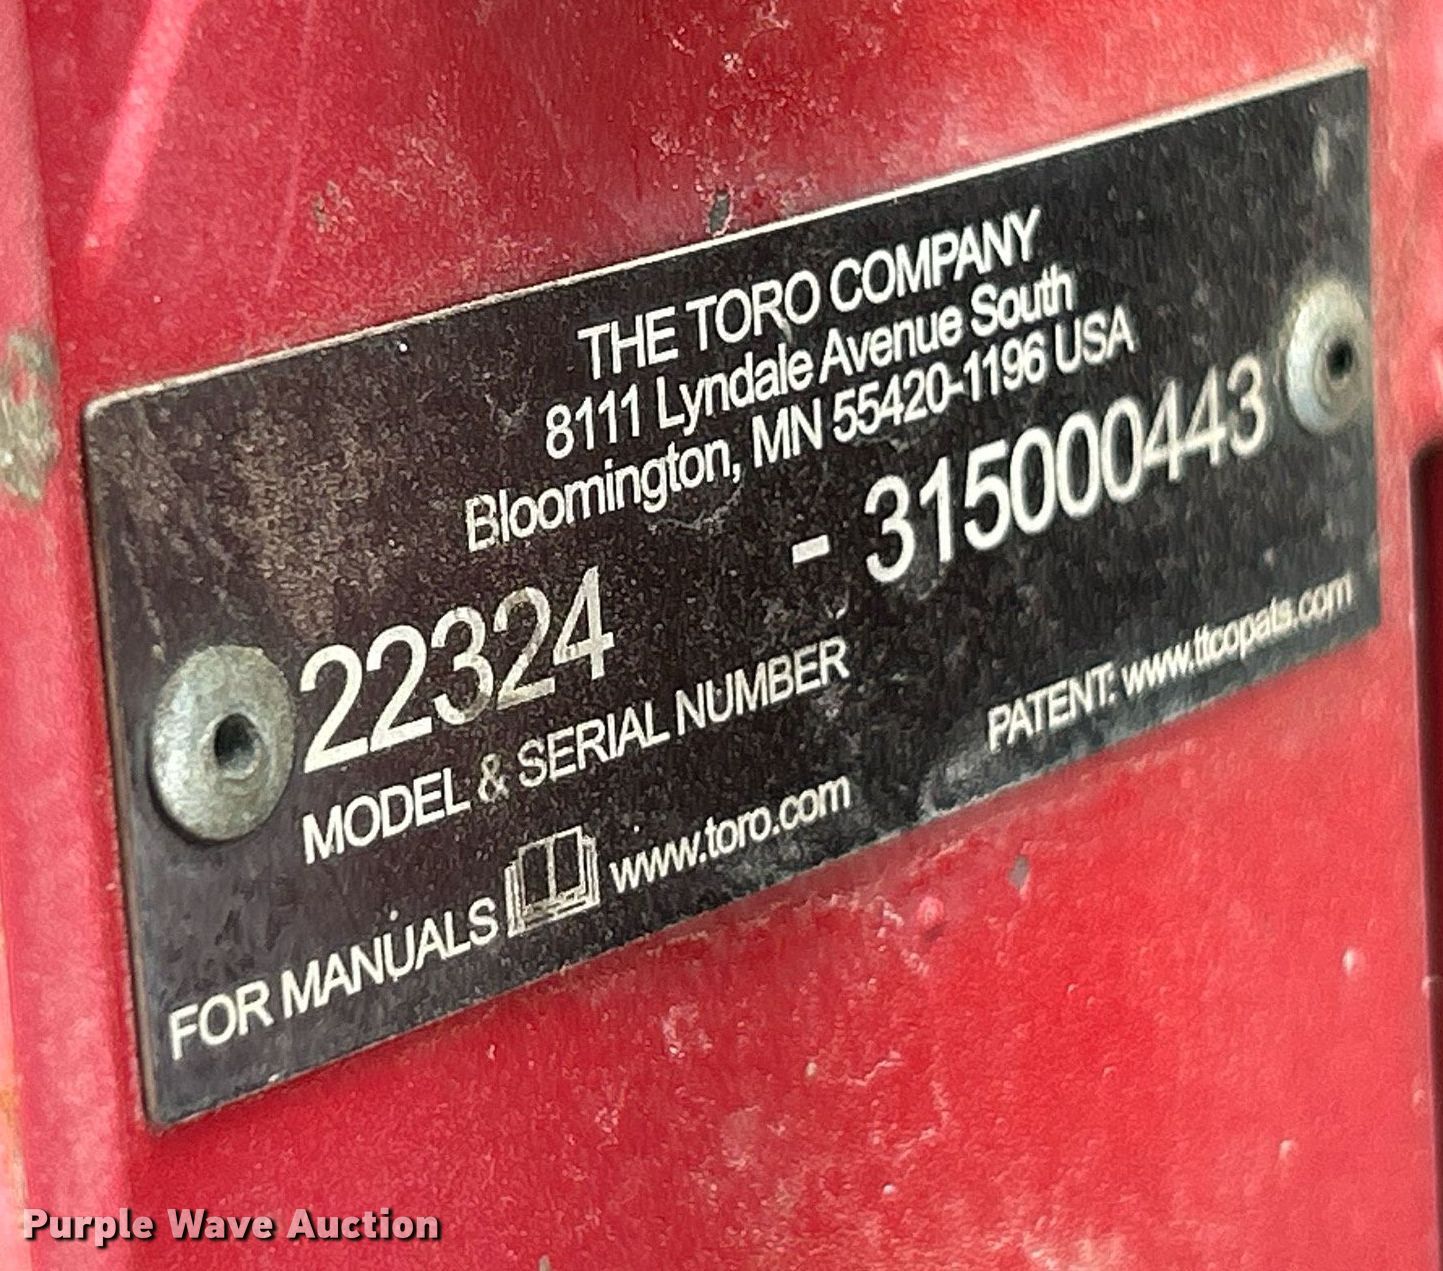 THE TORO COMPANY
8111 Lyndale Avenue South
Bloomington, MN 55420-1196 USA
22324 - 315000443
MODEL & SERIAL NUMBER
FOR MANUALS www.toro.com
PATENT: www.ttcopats.com
Purple Wave Auction